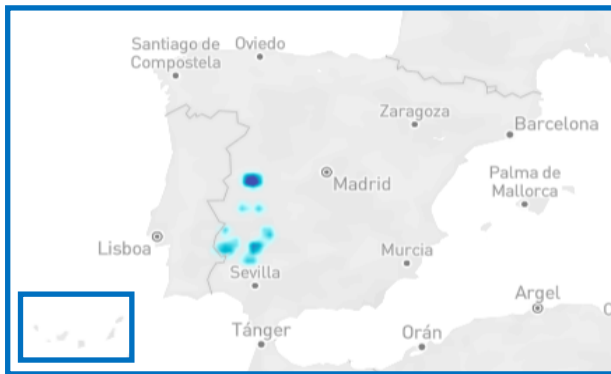 Santiago de
Compostela
Oviedo
Zaragoza
Barcelona
Madrid
Palma de
Mallorca
Lisboa
Murcia
Sevilla
Argel
Tánger
Orán